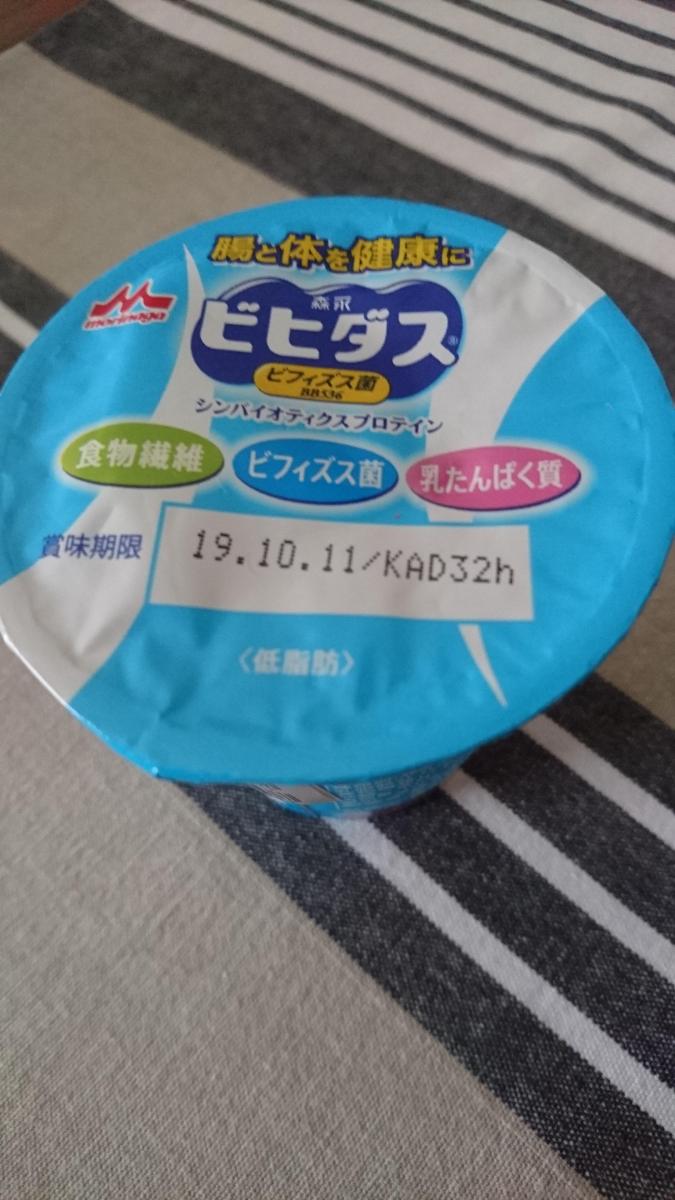 腸と体を健康に
morinaga
森永
ビヒダス®
ビフィズス菌
BB536
シンバイオティクスプロテイン
食物繊維 ビフィズス菌 乳たんぱく質
賞味期限 19.10.11/KAD32h
〈低脂肪〉